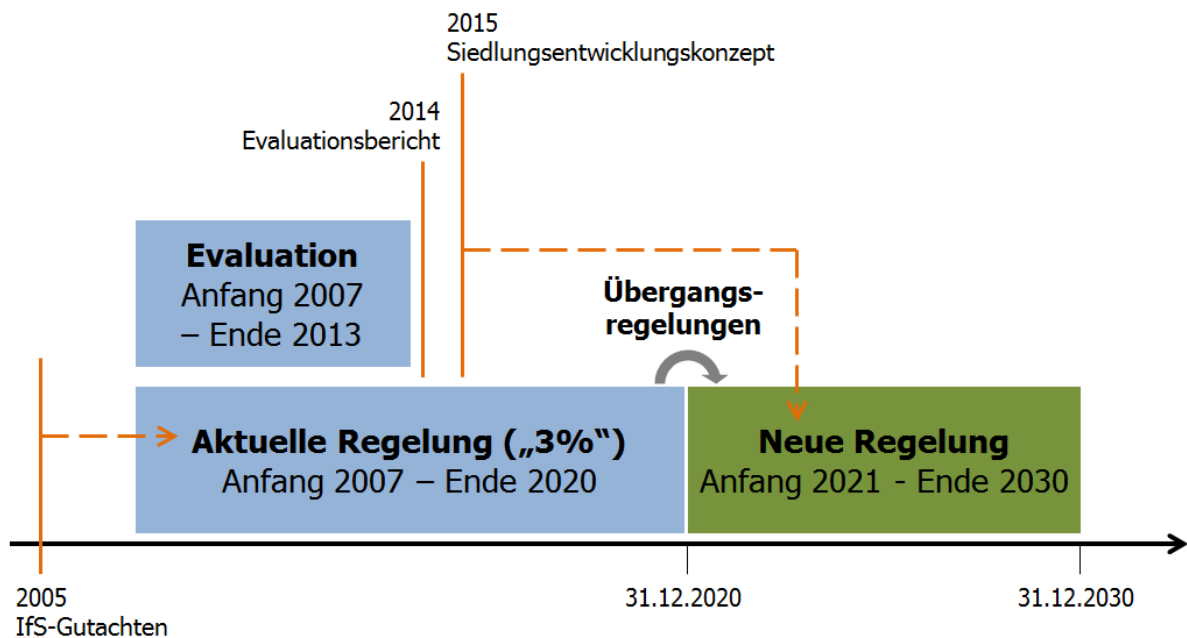 2015
Siedlungsentwicklungskonzept
2014
Evaluationsbericht
Evaluation
Anfang 2007
– Ende 2013
Übergangs-
regelungen
Aktuelle Regelung („3%“)
Anfang 2007 – Ende 2020
Neue Regelung
Anfang 2021 - Ende 2030
2005
IfS-Gutachten
31.12.2020
31.12.2030